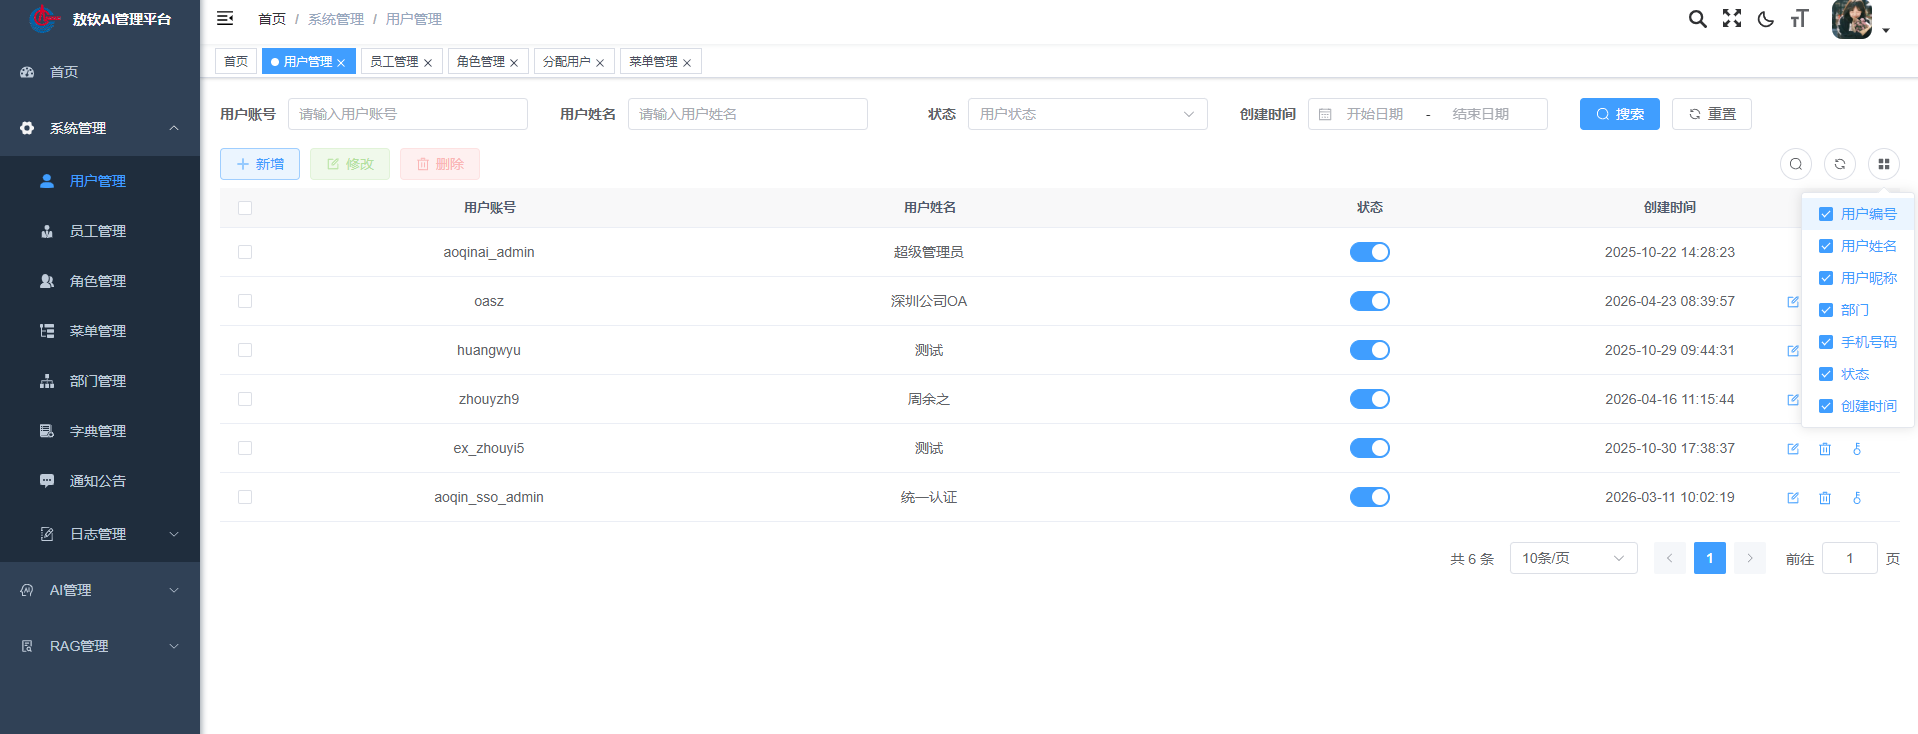 敖钦AI管理平台
首页 / 系统管理 / 用户管理
首页
用户管理
员工管理
角色管理
分配用户
菜单管理
首页
系统管理
用户管理
员工管理
角色管理
菜单管理
部门管理
字典管理
通知公告
日志管理
AI管理
RAG管理
用户账号 请输入用户账号 用户姓名 请输入用户姓名 状态 用户状态 创建时间 开始日期 - 结束日期 搜索 重置
新增 修改 删除
用户账号 用户姓名 状态 创建时间
aoqinai_admin 超级管理员 2025-10-22 14:28:23
oasz 深圳公司OA 2026-04-23 08:39:57
huangwyu 测试 2025-10-29 09:44:31
zhouyzh9 周余之 2026-04-16 11:15:44
ex_zhouyi5 测试 2025-10-30 17:38:37
aoqin_sso_admin 统一认证 2026-03-11 10:02:19
用户编号
用户姓名
用户昵称
部门
手机号码
状态
创建时间
共 6 条 10条/页 1 前往 1 页